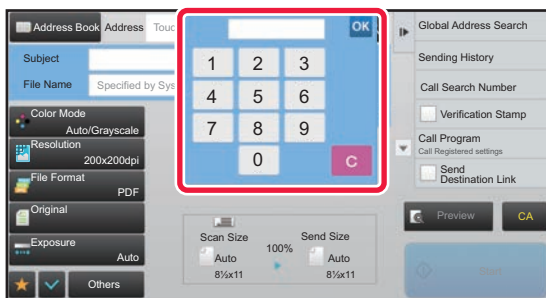 Address Book Address Touc
Subject
File Name Specified by Sys
Color Mode
Auto/Grayscale
Resolution
200x200dpi
File Format
PDF
Original
Exposure
Auto
Others
OK
1 2 3
4 5 6
7 8 9
0 C
Scan Size
Auto
8½x11
100%
Send Size
Auto
8½x11
Global Address Search
Sending History
Call Search Number
Verification Stamp
Call Program
Call Registered settings
Send
Destination Link
Preview CA
Start